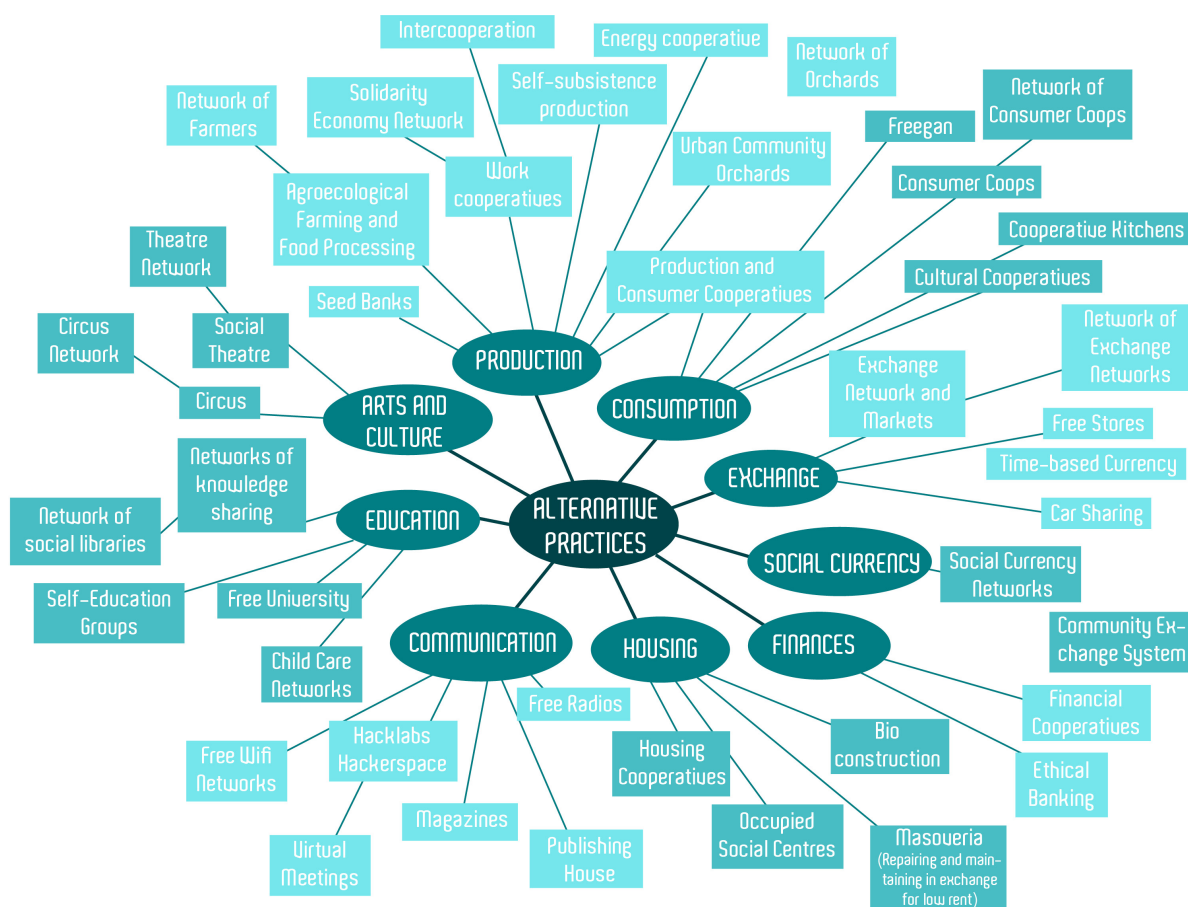 Intercooperation
Energy cooperative
Network of
Orchards
Self-subsistence
production
Network of
Consumer Coops
Solidarity
Economy Network
Network of
Farmers
Freegan
Urban Community
Orchards
Work
cooperatives
Consumer Coops
Agroecological
Farming and
Food Processing
Cooperative Kitchens
Theatre
Network
Production and
Consumer Cooperatives
Cultural Cooperatives
Seed Banks
Network of
Exchange
Networks
Circus
Network
Social
Theatre
PRODUCTION
Exchange
Network and
Markets
Circus
ARTS AND
CULTURE
CONSUMPTION
Free Stores
Networks of
knowledge
sharing
EXCHANGE
Time-based Currency
Network of
social libraries
EDUCATION
ALTERNATIVE
PRACTICES
Car Sharing
SOCIAL CURRENCY
Social Currency
Networks
Self-Education
Groups
Free University
COMMUNICATION
HOUSING
FINANCES
Community Ex-
change System
Child Care
Networks
Free Radios
Financial
Cooperatives
Free Wifi
Networks
Hacklabs
Hackerspace
Housing
Cooperatives
Bio
construction
Ethical
Banking
Magazines
Occupied
Social Centres
Virtual
Meetings
Publishing
House
Masoveria
(Repairing and main-
taining in exchange
for low rent)